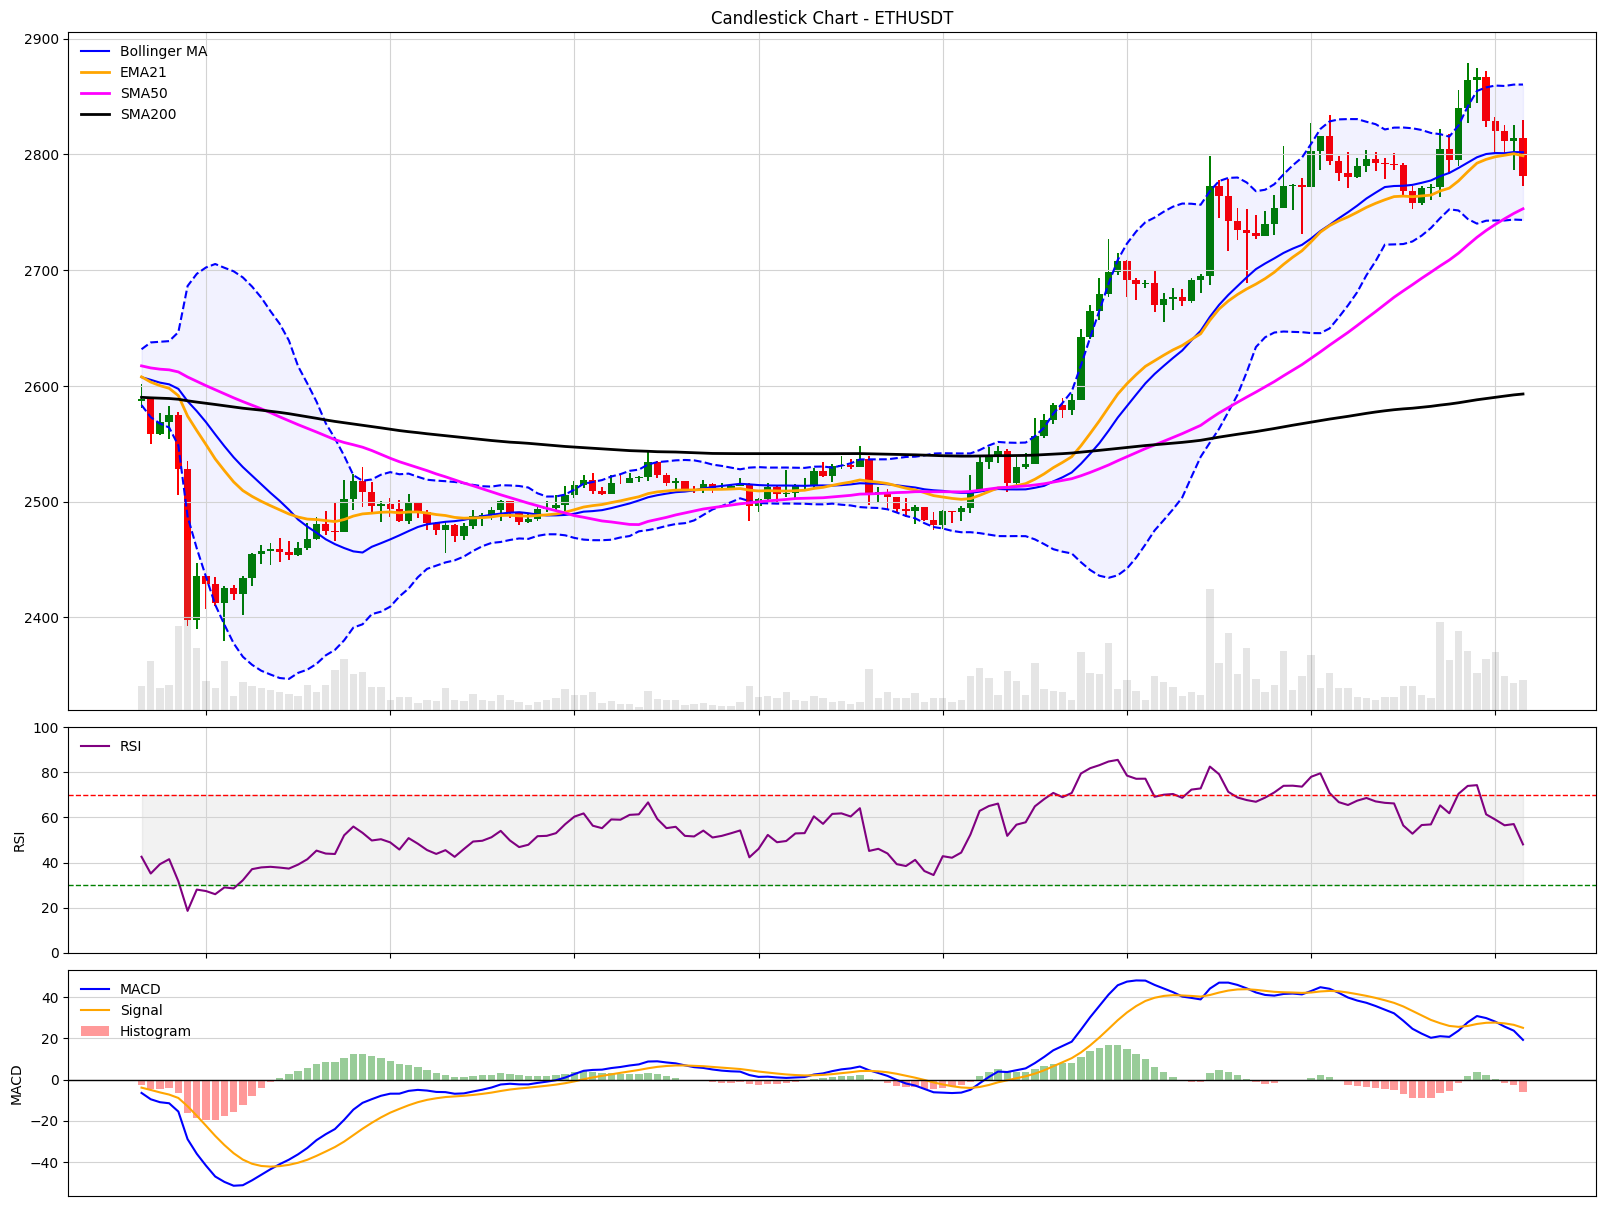 Candlestick Chart - ETHUSDT
2900
2800
2700
2600
2500
2400
Bollinger MA
EMA21
SMA50
SMA200
100
80
60
40
20
0
RSI
RSI
40
20
0
−20
−40
MACD
MACD
Signal
Histogram